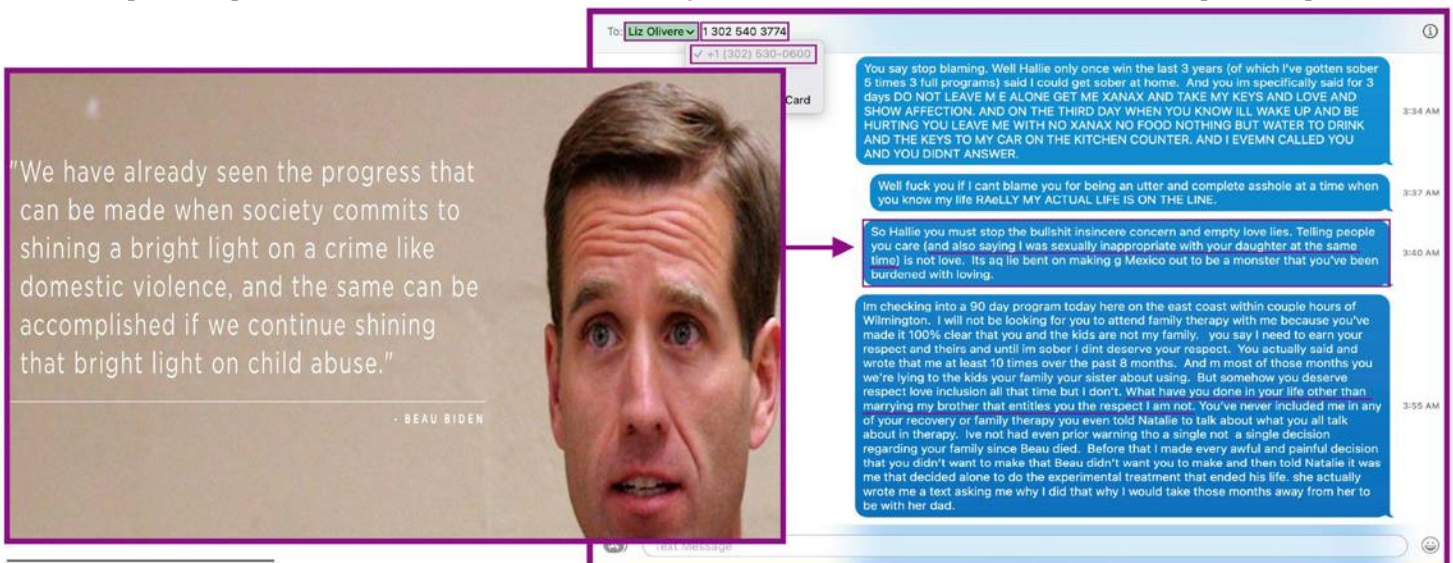 To: Liz Olivere 1 302 540 3774
+1 (302) 530-0600
Card
"We have already seen the progress that
can be made when society commits to
shining a bright light on a crime like
domestic violence, and the same can be
accomplished if we continue shining
that bright light on child abuse."
- BEAU BIDEN
You say stop blaming. Well Hallie only once win the last 3 years (of which I've gotten sober
5 times 3 full programs) said I could get sober at home. And you im specifically said for 3
days DO NOT LEAVE M E ALONE GET ME XANAX AND TAKE MY KEYS AND LOVE AND
SHOW AFFECTION. AND ON THE THIRD DAY WHEN YOU KNOW ILL WAKE UP AND BE
HURTING YOU LEAVE ME WITH NO XANAX NO FOOD NOTHING BUT WATER TO DRINK
AND THE KEYS TO MY CAR ON THE KITCHEN COUNTER. AND I EVEMN CALLED YOU
AND YOU DIDNT ANSWER.
3:34 AM
Well fuck you if I cant blame you for being an utter and complete asshole at a time when
you know my life RAeLLY MY ACTUAL LIFE IS ON THE LINE.
3:37 AM
So Hallie you must stop the bullshit insincere concern and empty love lies. Telling people
you care (and also saying I was sexually inappropriate with your daughter at the same
time) is not love. Its aq lie bent on making g Mexico out to be a monster that you've been
burdened with loving.
3:40 AM
Im checking into a 90 day program today here on the east coast within couple hours of
Wilmington. I will not be looking for you to attend family therapy with me because you've
made it 100% clear that you and the kids are not my family. you say I need to earn your
respect and theirs and until im sober I dint deserve your respect. You actually said and
wrote that me at least 10 times over the past 8 months. And m most of those months you
we're lying to the kids your family your sister about using. But somehow you deserve
respect love inclusion all that time but I don't. What have you done in your life other than
marrying my brother that entitles you the respect I am not. You've never included me in any
of your recovery or family therapy you even told Natalie to talk about what you all talk
about in therapy. Ive not had even prior warning tho a single not a single decision
regarding your family since Beau died. Before that I made every awful and painful decision
that you didn't want to make that Beau didn't want you to make and then told Natalie it was
me that decided alone to do the experimental treatment that ended his life. she actually
wrote me a text asking me why I did that why I would take those months away from her to
be with her dad.
3:55 AM
Text Message